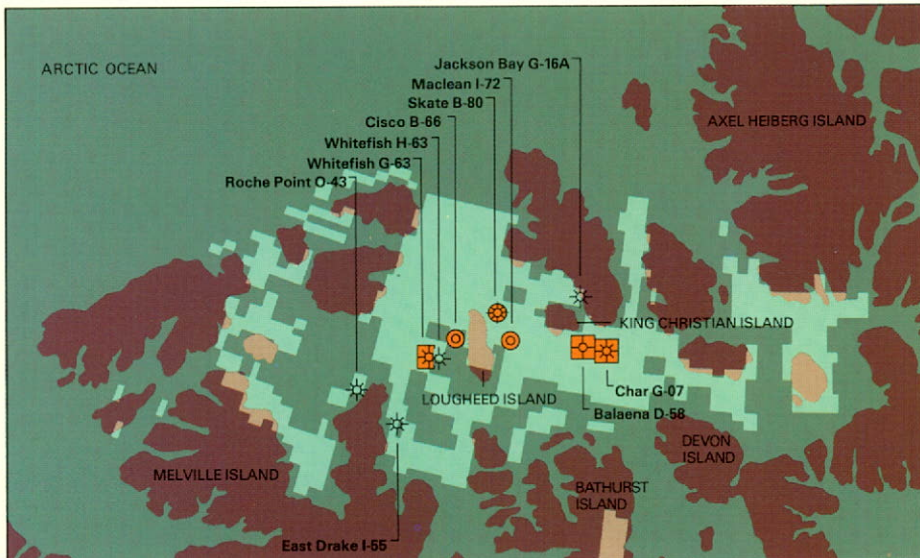 ARCTIC OCEAN
Jackson Bay G-16A
Maclean I-72
Skate B-80
Cisco B-66
Whitefish H-63
Whitefish G-63
Roche Point O-43
AXEL HEIBERG ISLAND
KING CHRISTIAN ISLAND
LOUGHEED ISLAND
Char G-07
Balaena D-58
MELVILLE ISLAND
DEVON
ISLAND
BATHURST
ISLAND
East Drake I-55